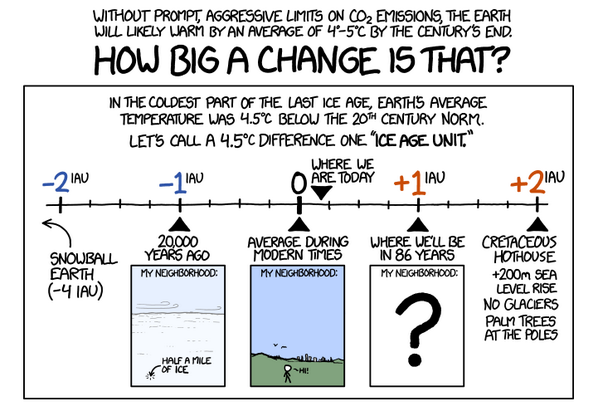 WITHOUT PROMPT, AGGRESSIVE LIMITS ON CO₂ EMISSIONS, THE EARTH
WILL LIKELY WARM BY AN AVERAGE OF 4°-5°C BY THE CENTURY'S END.
HOW BIG A CHANGE IS THAT?
IN THE COLDEST PART OF THE LAST ICE AGE, EARTH'S AVERAGE
TEMPERATURE WAS 4.5°C BELOW THE 20TH CENTURY NORM.
LET'S CALL A 4.5°C DIFFERENCE ONE "ICE AGE UNIT."
-2 IAU
-1 IAU
0
WHERE WE
ARE TODAY
+1 IAU
+2 IAU
SNOWBALL
EARTH
(-4 IAU)
20,000
YEARS AGO
MY NEIGHBORHOOD:
HALF A MILE
OF ICE
AVERAGE DURING
MODERN TIMES
MY NEIGHBORHOOD:
HI!
WHERE WE'LL BE
IN 86 YEARS
MY NEIGHBORHOOD:
?
CRETACEOUS
HOTHOUSE
+200m SEA
LEVEL RISE
NO GLACIERS
PALM TREES
AT THE POLES